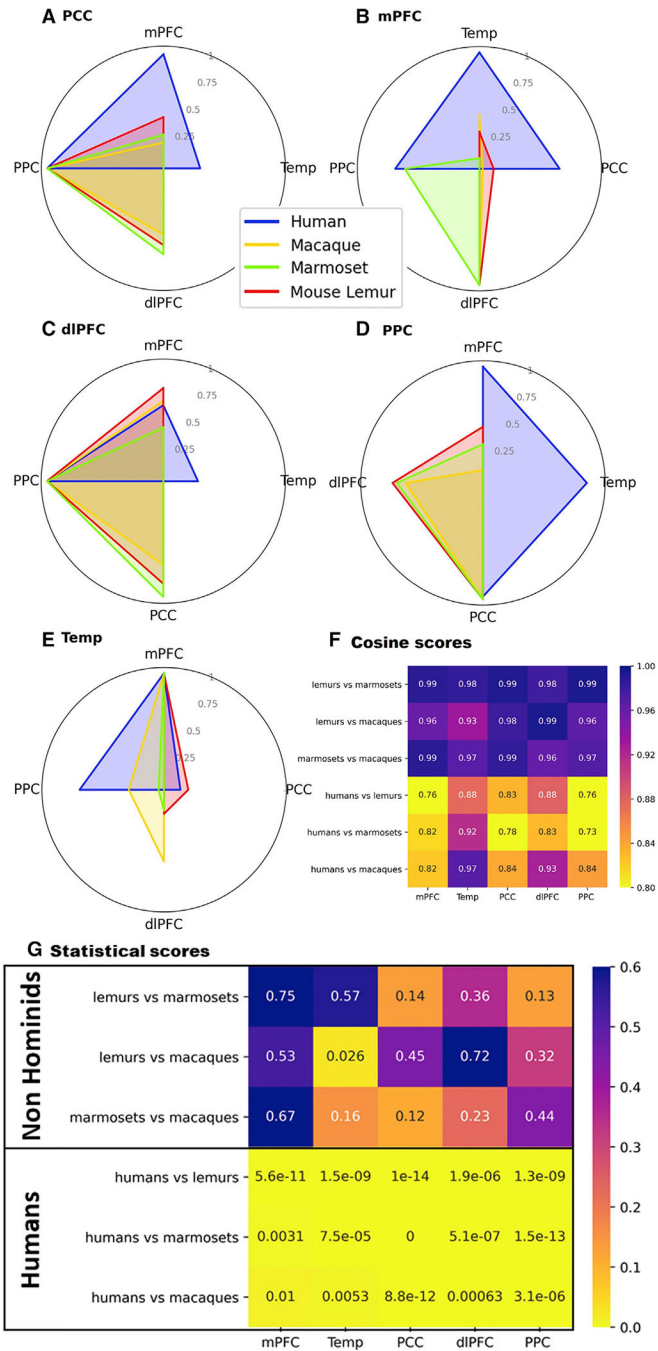 A PCC
mPFC
1
0.5
0.25
PPC
Temp
dlPFC
B mPFC
Temp
1
0.75
0.5
0.25
PPC
PCC
dlPFC
Human
Macaque
Marmoset
Mouse Lemur
C dlPFC
mPFC
1
0.75
0.5
0.25
PPC
Temp
PCC
D PPC
mPFC
1
0.75
0.5
0.25
dlPFC
Temp
PCC
E Temp
mPFC
1
0.75
0.5
0.25
PPC
PCC
dlPFC
F Cosine scores
lemurs vs marmosets 0.99 0.98 0.99 0.98 0.99
lemurs vs macaques 0.96 0.93 0.98 0.99 0.96
marmosets vs macaques 0.99 0.97 0.99 0.96 0.97
humans vs lemurs 0.76 0.88 0.83 0.88 0.76
humans vs marmosets 0.82 0.92 0.78 0.83 0.73
humans vs macaques 0.82 0.97 0.84 0.93 0.84
mPFC Temp PCC dlPFC PPC
1.00
0.98
0.96
0.94
0.92
0.90
0.88
0.86
0.84
0.82
0.80
G Statistical scores
Non Hominids
lemurs vs marmosets 0.75 0.57 0.14 0.36 0.13
lemurs vs macaques 0.53 0.026 0.45 0.72 0.32
marmosets vs macaques 0.67 0.16 0.12 0.23 0.44
Humans
humans vs lemurs 5.6e-11 1.5e-09 1e-14 1.9e-06 1.3e-09
humans vs marmosets 0.0031 7.5e-05 0 5.1e-07 1.5e-13
humans vs macaques 0.01 0.0053 8.8e-12 0.00063 3.1e-06
mPFC Temp PCC dlPFC PPC
0.6
0.5
0.4
0.3
0.2
0.1
0.0